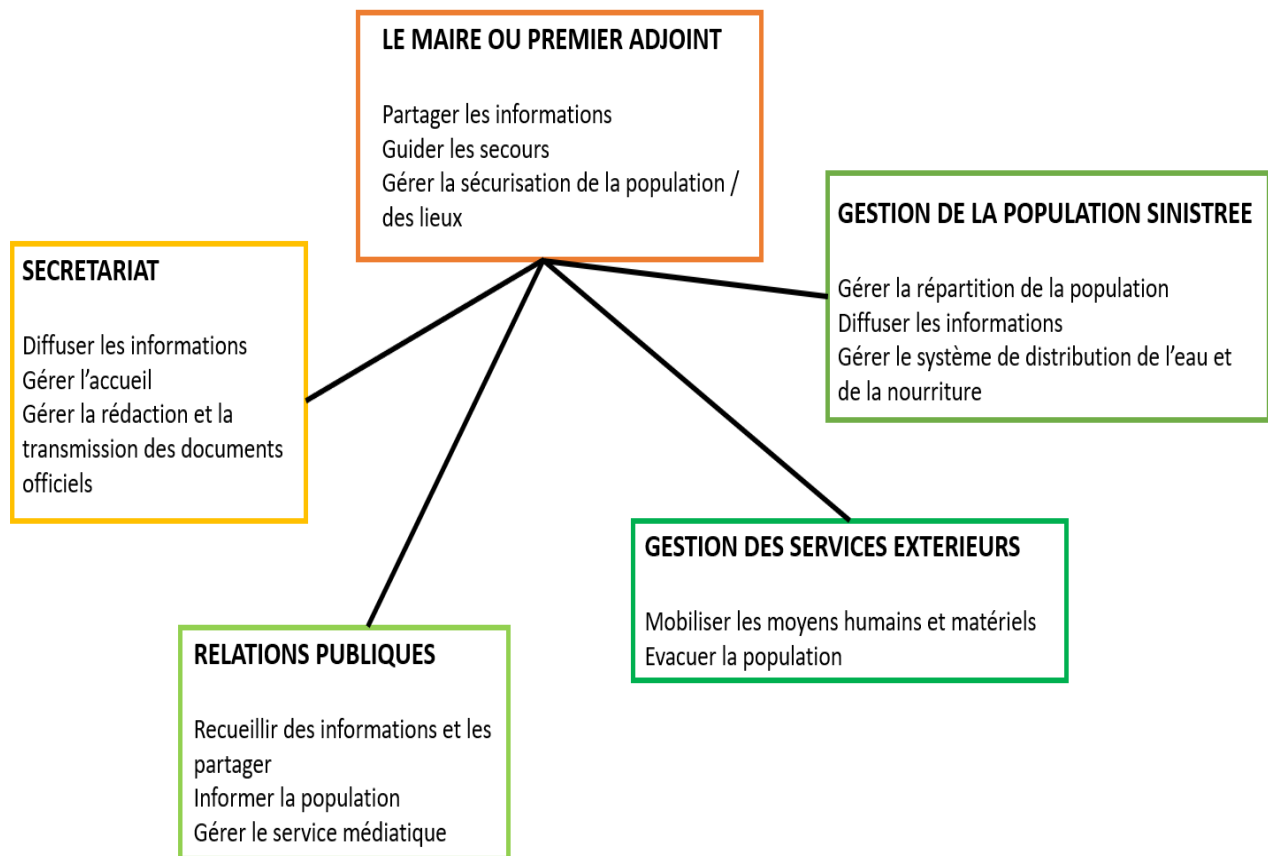 LE MAIRE OU PREMIER ADJOINT
Partager les informations
Guider les secours
Gérer la sécurisation de la population /
des lieux
SECRETARIAT
Diffuser les informations
Gérer l’accueil
Gérer la rédaction et la
transmission des documents
officiels
GESTION DE LA POPULATION SINISTREE
Gérer la répartition de la population
Diffuser les informations
Gérer le système de distribution de l’eau et
de la nourriture
RELATIONS PUBLIQUES
Recueillir des informations et les
partager
Informer la population
Gérer le service médiatique
GESTION DES SERVICES EXTERIEURS
Mobiliser les moyens humains et matériels
Evacuer la population